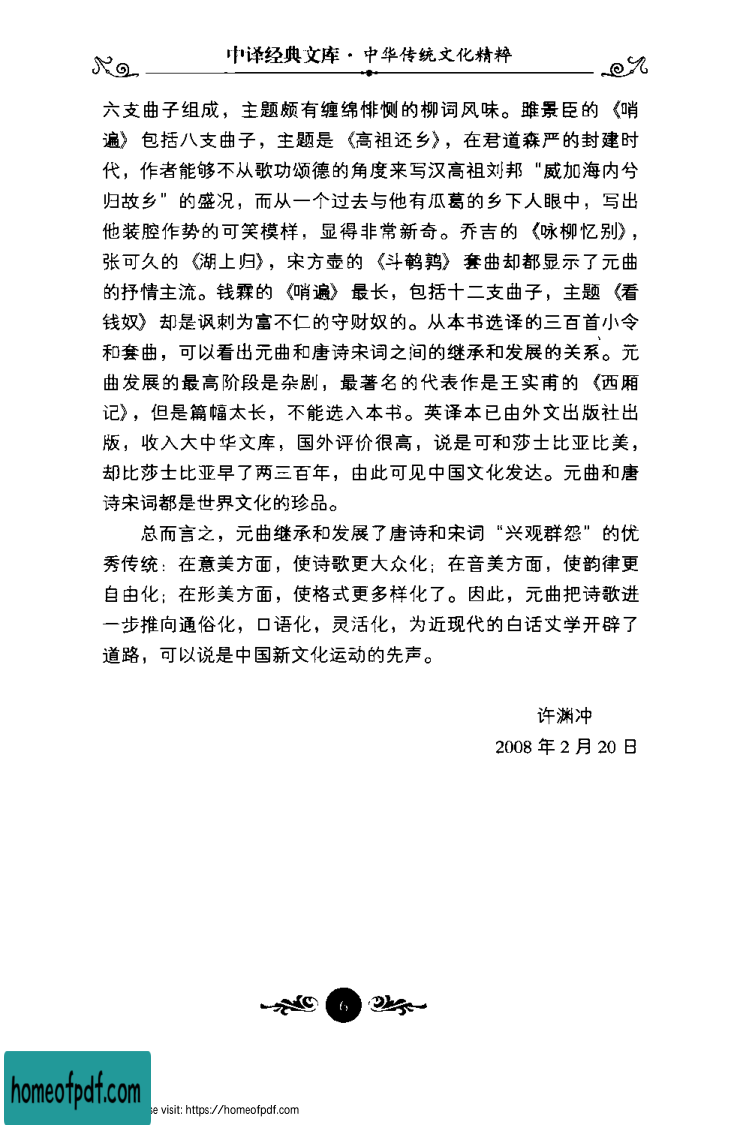 中译经典文库·中华传统文化精粹
六支曲子组成，主题颇有缠绵悱恻的柳词风味。雎景臣的《哨
遍》包括八支曲子，主题是《高祖还乡》，在君道森严的封建时
代，作者能够不从歌功颂德的角度来写汉高祖刘邦“威加海内兮
归故乡”的盛况，而从一个过去与他有瓜葛的乡下人眼中，写出
他装腔作势的可笑模样，显得非常新奇。乔吉的《咏柳忆别》，
张可久的《湖上归》，宋方壶的《斗鹌鹑》套曲却都显示了元曲
的抒情主流。钱霖的《哨遍》最长，包括十二支曲子，主题《看
钱奴》却是讽刺为富不仁的守财奴的。从本书选译的三百首小令
和套曲，可以看出元曲和唐诗宋词之间的继承和发展的关系。元
曲发展的最高阶段是杂剧，最著名的代表作是王实甫的《西厢
记》，但是篇幅太长，不能选入本书。英译本已由外文出版社出
版，收入大中华文库，国外评价很高，说是可和莎士比亚比美，
却比莎士比亚早了两三百年，由此可见中国文化发达。元曲和唐
诗宋词都是世界文化的珍品。
总而言之，元曲继承和发展了唐诗和宋词“兴观群怨”的优
秀传统：在意美方面，使诗歌更大众化；在音美方面，使韵律更
自由化；在形美方面，使格式更多样化了。因此，元曲把诗歌进
一步推向通俗化，口语化，灵活化，为近现代的白话文学开辟了
道路，可以说是中国新文化运动的先声。
许渊冲
2008年2月20日
6
homeofpdf.com
se visit: https://homeofpdf.com